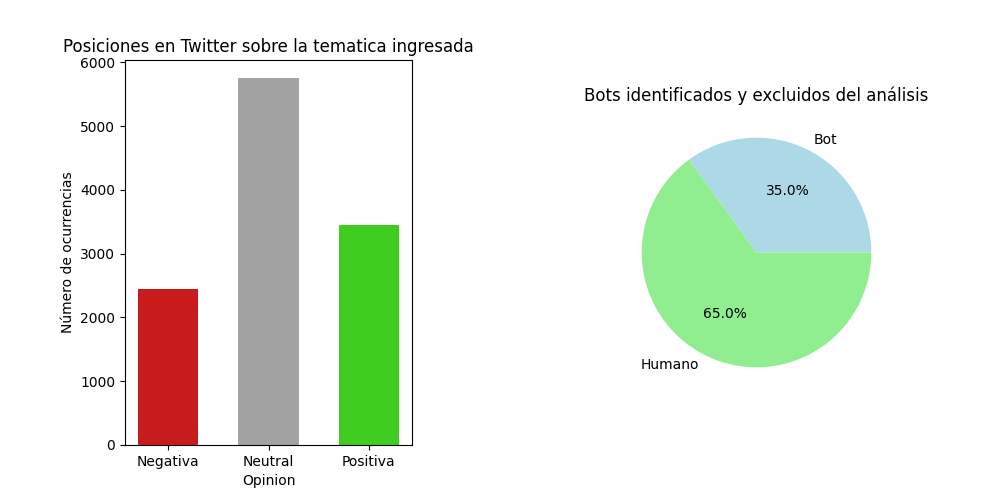 Posiciones en Twitter sobre la tematica ingresada
6000
5000
4000
3000
2000
1000
0
Número de ocurrencias
Negativa
Neutral
Positiva
Opinion
Bots identificados y excluidos del análisis
Bot
35.0%
65.0%
Humano